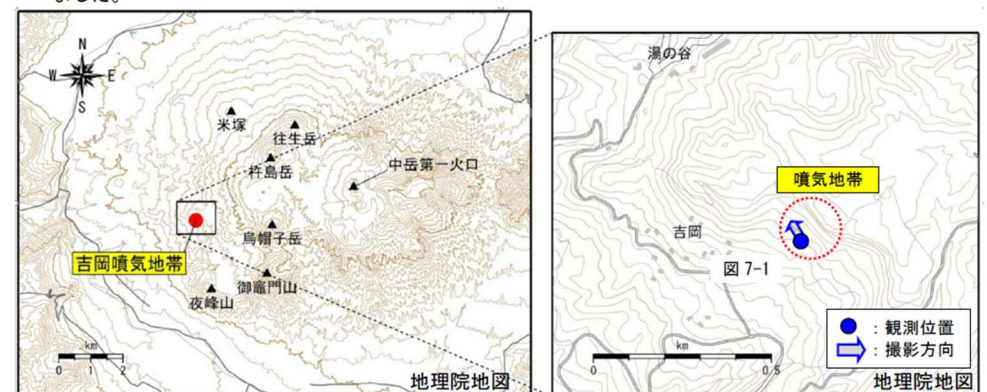 ました。
N
W E
S
米塚
往生岳
杵島岳
中岳第一火口
烏帽子岳
吉岡噴気地帯
御竈門山
夜峰山
km
0 1 2
地理院地図
湯の谷
噴気地帯
吉岡
図 7-1
：観測位置
：撮影方向
km
0 0.5
地理院地図